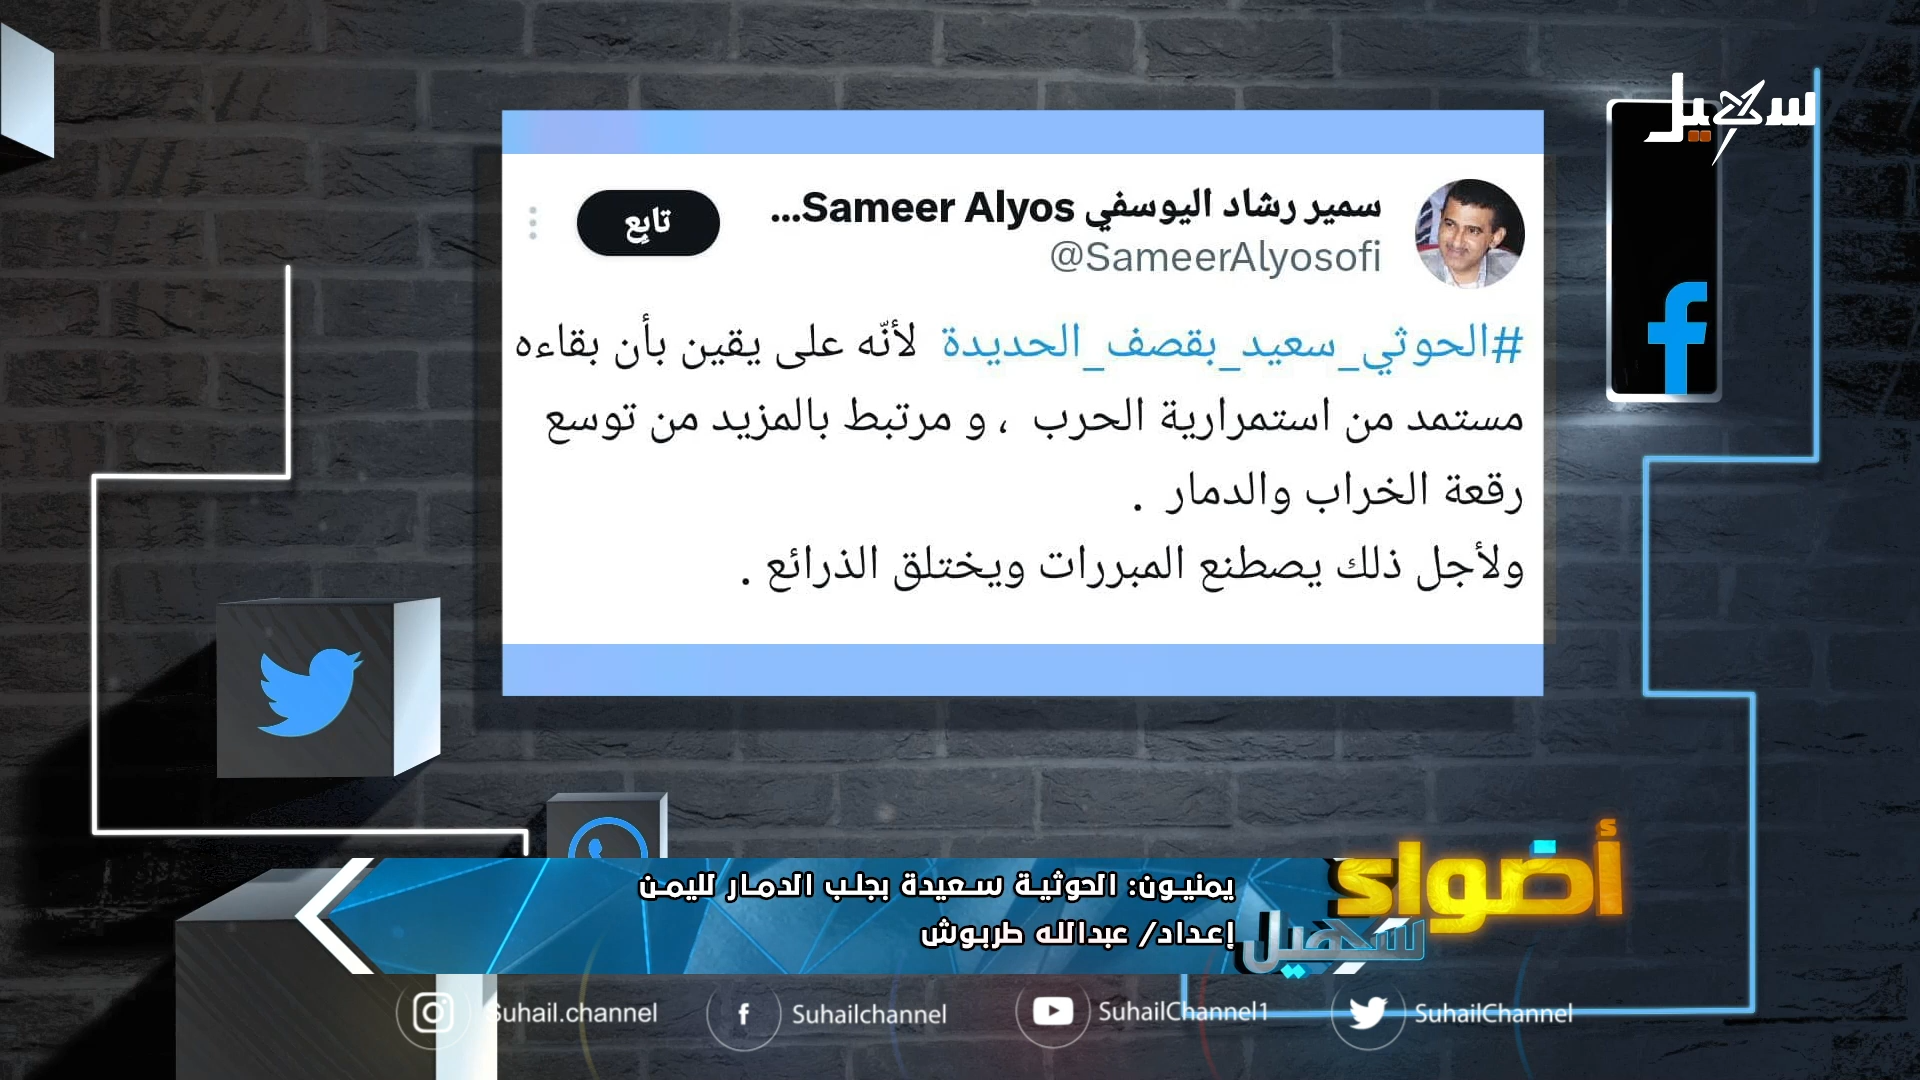 سهيل
سمير رشاد اليوسفي Sameer Alyos...
@SameerAlyosofi
تابِع
#الحوثي_سعيد_بقصف_الحديدة لأنّه على يقين بأن بقاءه
مستمد من استمرارية الحرب ، و مرتبط بالمزيد من توسع
رقعة الخراب والدمار .
ولأجل ذلك يصطنع المبررات ويختلق الذرائع .
أضواء
سهيل
يمنيون: الحوثية سعيدة بجلب الدمار لليمن
إعداد/ عبدالله طربوش
Suhail.channel
Suhailchannel
SuhailChannel1
SuhailChannel